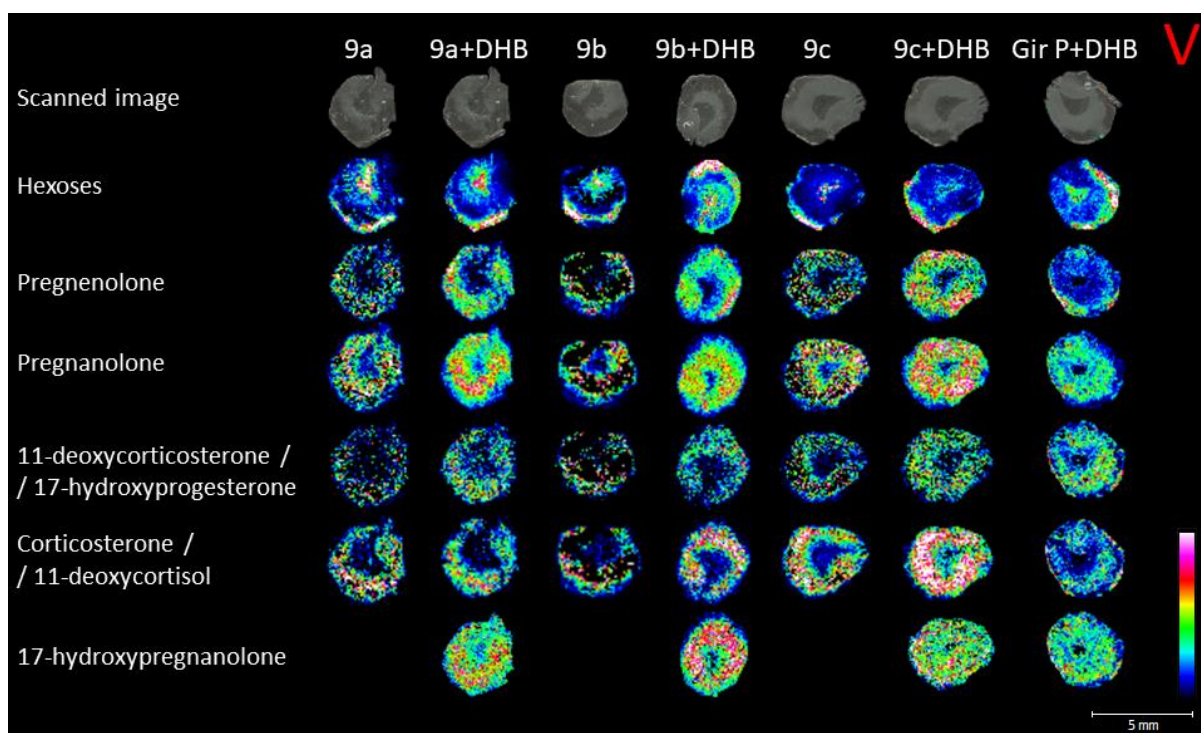 9a 9a+DHB 9b 9b+DHB 9c 9c+DHB Gir P+DHB V
Scanned image
Hexoses
Pregnenolone
Pregnanolone
11-deoxycorticosterone /
/ 17-hydroxyprogesterone
Corticosterone /
/ 11-deoxycortisol
17-hydroxypregnanolone
5 mm